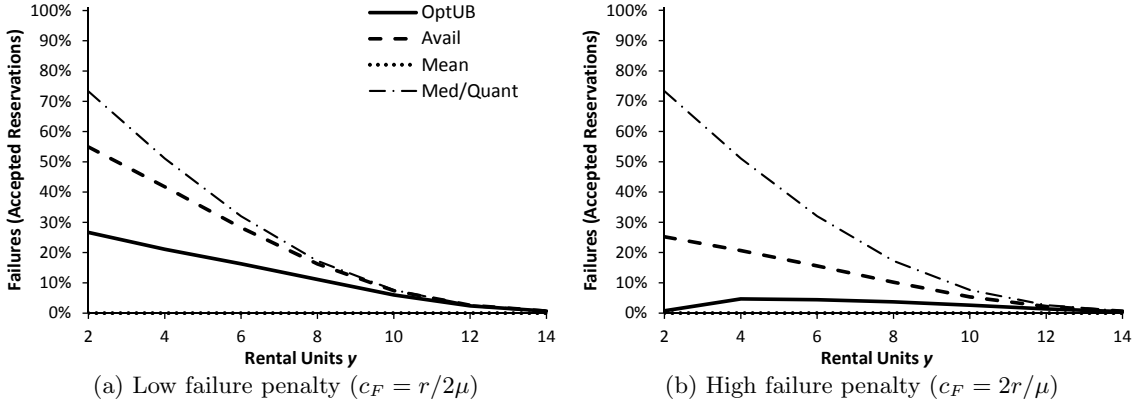 Failures (Accepted Reservations)
100%
90%
80%
70%
60%
50%
40%
30%
20%
10%
0%
2 4 6 8 10 12 14
Rental Units y
OptUB
Avail
Mean
Med/Quant
(a) Low failure penalty (c_F = r/2μ)
Failures (Accepted Reservations)
100%
90%
80%
70%
60%
50%
40%
30%
20%
10%
0%
2 4 6 8 10 12 14
Rental Units y
(b) High failure penalty (c_F = 2r/μ)